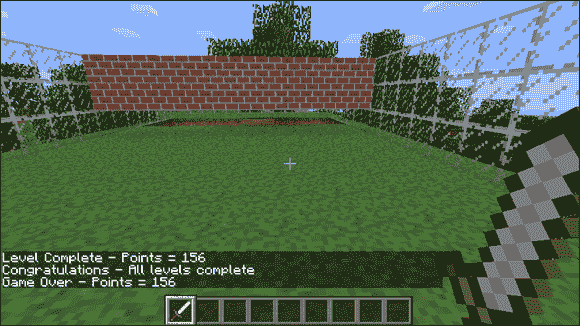 Level Complete - Points = 156
Congratulations - All levels complete
Game Over - Points = 156